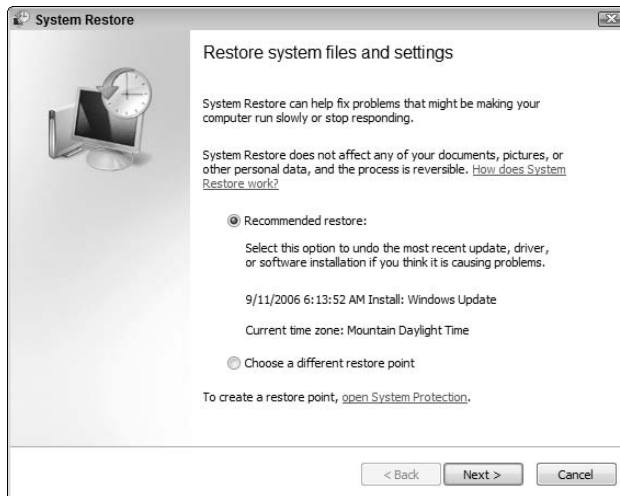 System Restore
Restore system files and settings
System Restore can help fix problems that might be making your
computer run slowly or stop responding.
System Restore does not affect any of your documents, pictures, or
other personal data, and the process is reversible. How does System
Restore work?
Recommended restore:
Select this option to undo the most recent update, driver,
or software installation if you think it is causing problems.
9/11/2006 6:13:52 AM Install: Windows Update
Current time zone: Mountain Daylight Time
Choose a different restore point
To create a restore point, open System Protection.
< Back Next > Cancel